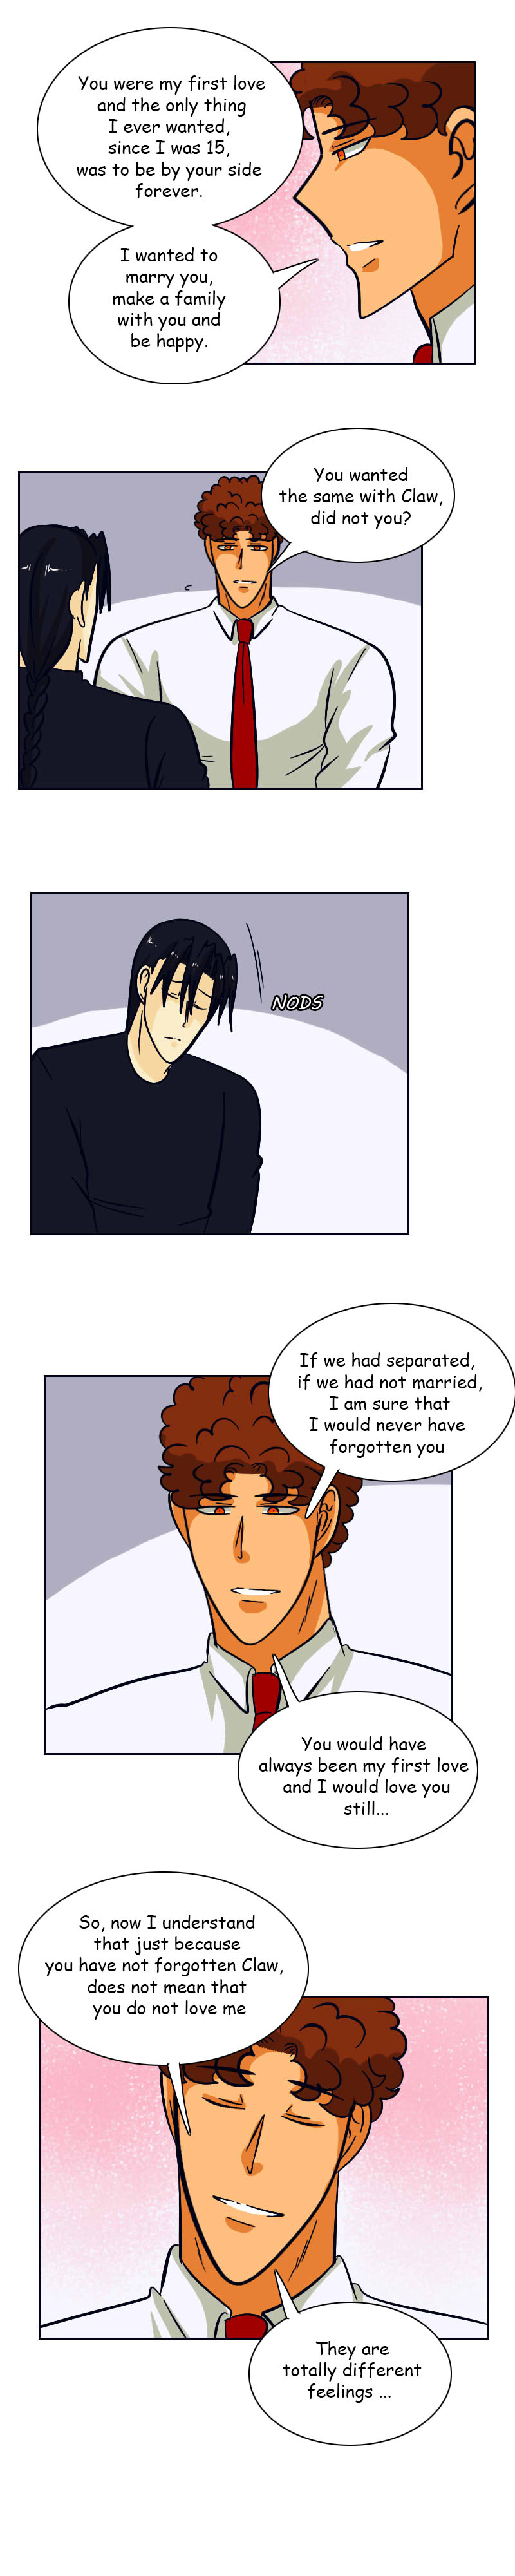 You were my first love
and the only thing
I ever wanted,
since I was 15,
was to be by your side
forever.
I wanted to
marry you,
make a family
with you and
be happy.
You wanted
the same with Claw,
did not you?
NODS
If we had separated,
if we had not married,
I am sure that
I would never have
forgotten you
You would have
always been my first love
and I would love you
still...
So, now I understand
that just because
you have not forgotten Claw,
does not mean that
you do not love me
They are
totally different
feelings ...